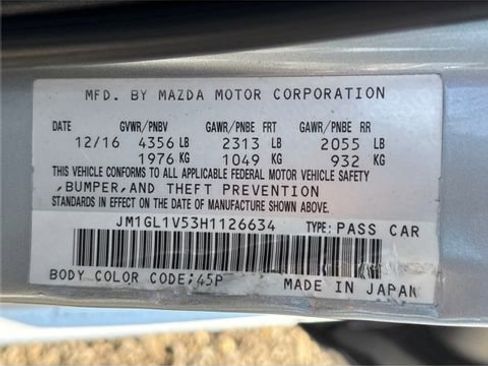 MFD. BY MAZDA MOTOR CORPORATION
DATE GVWR/PNBV GAWR/PNBE FRT GAWR/PNBE RR
12/16 4356 LB 2313 LB 2055 LB
1976 KG 1049 KG 932 KG
THIS VEHICLE CONFORMS TO ALL APPLICABLE FEDERAL MOTOR VEHICLE SAFETY
,BUMPER,AND THEFT PREVENTION
STANDARDS IN EFFECT ON THE DATE OF MANUFACTURE SHOWN ABOVE.
JM1GL1V53H1126634 TYPE: PASS CAR
BODY COLOR CODE;45P MADE IN JAPAN